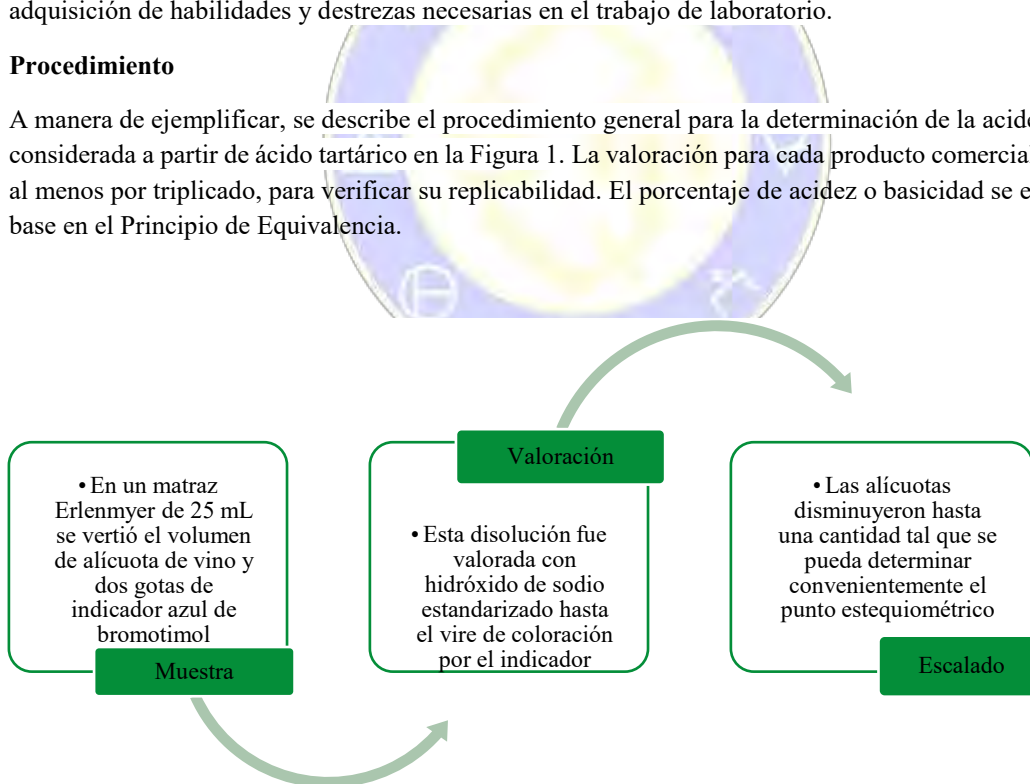 adquisición de habilidades y destrezas necesarias en el trabajo de laboratorio.
Procedimiento
A manera de ejemplificar, se describe el procedimiento general para la determinación de la acide
considerada a partir de ácido tartárico en la Figura 1. La valoración para cada producto comercial
al menos por triplicado, para verificar su replicabilidad. El porcentaje de acidez o basicidad se e
base en el Principio de Equivalencia.
• En un matraz
Erlenmyer de 25 mL
se vertió el volumen
de alícuota de vino y
dos gotas de
indicador azul de
bromotimol
Muestra
Valoración
• Esta disolución fue
valorada con
hidróxido de sodio
estandarizado hasta
el vire de coloración
por el indicador
• Las alícuotas
disminuyeron hasta
una cantidad tal que se
pueda determinar
convenientemente el
punto estequiométrico
Escalado